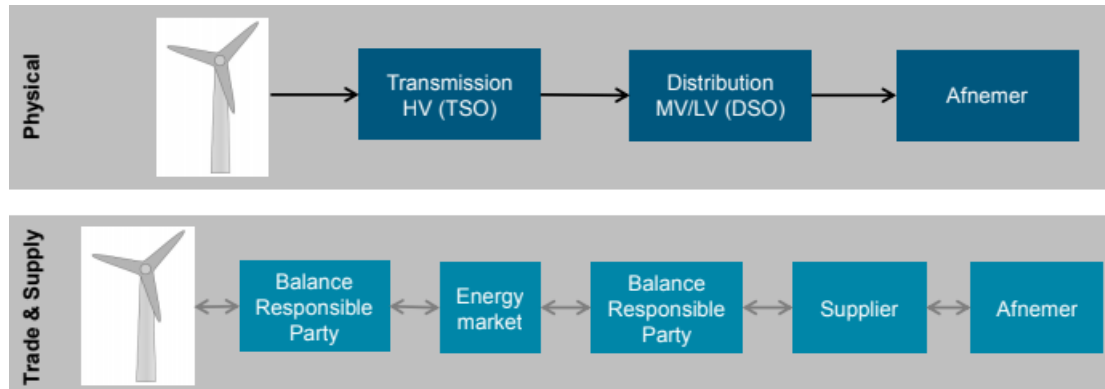 Physical
Transmission
HV (TSO)
Distribution
MV/LV (DSO)
Afnemer
Trade & Supply
Balance
Responsible
Party
Energy
market
Balance
Responsible
Party
Supplier
Afnemer